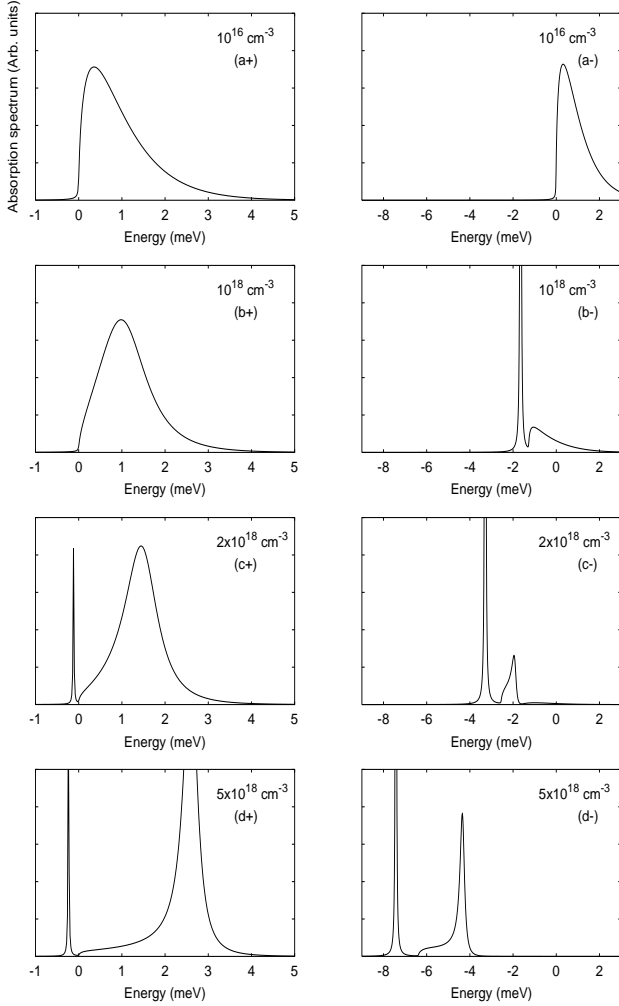 Absorption spectrum (Arb. units)
10^16 cm^-3
(a+)
-1 0 1 2 3 4 5
Energy (meV)
10^16 cm^-3
(a-)
-8 -6 -4 -2 0 2
Energy (meV)
10^18 cm^-3
(b+)
-1 0 1 2 3 4 5
Energy (meV)
10^18 cm^-3
(b-)
-8 -6 -4 -2 0 2
Energy (meV)
2x10^18 cm^-3
(c+)
-1 0 1 2 3 4 5
Energy (meV)
2x10^18 cm^-3
(c-)
-8 -6 -4 -2 0 2
Energy (meV)
5x10^18 cm^-3
(d+)
-1 0 1 2 3 4 5
Energy (meV)
5x10^18 cm^-3
(d-)
-8 -6 -4 -2 0 2
Energy (meV)